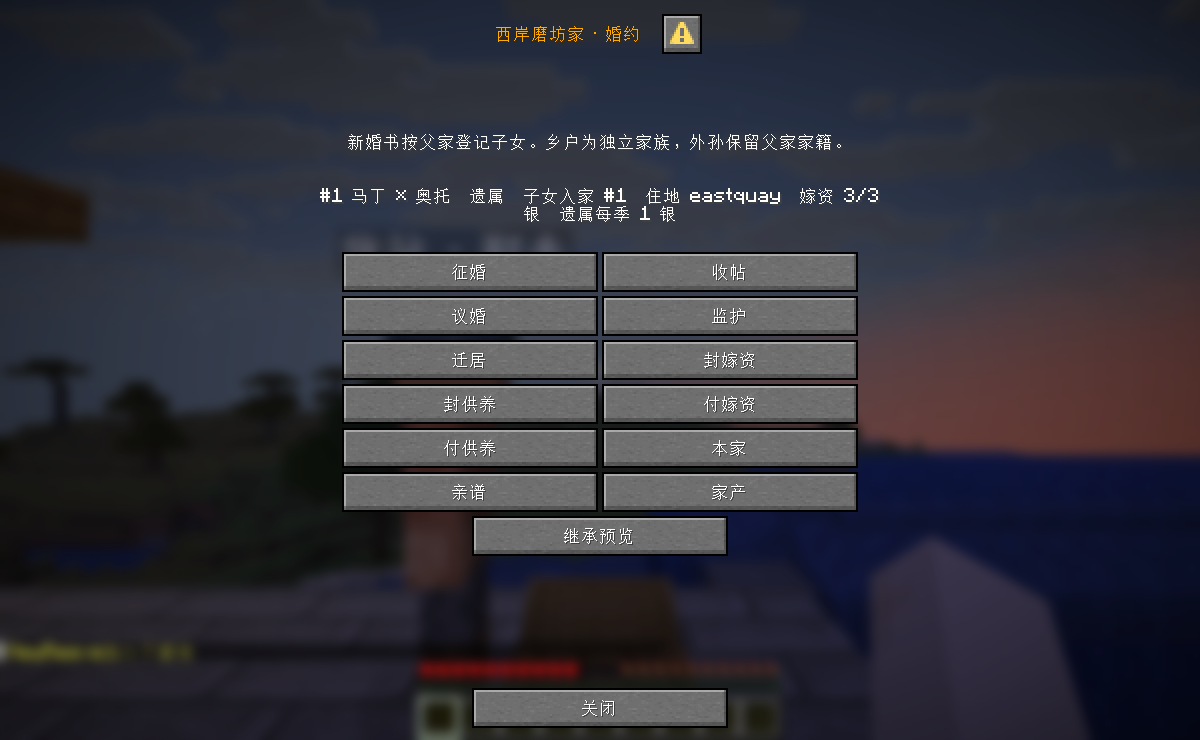 西岸磨坊家 · 婚约
新婚书按父家登记子女。乡户为独立家族，外孙保留父家家籍。
#1 马丁 × 奥托　遗属　子女入家 #1　住地 eastquay　嫁资 3/3
银　遗属每季 1 银
征婚
收帖
议婚
监护
迁居
封嫁资
封供养
付嫁资
付供养
本家
亲谱
家产
继承预览
关闭